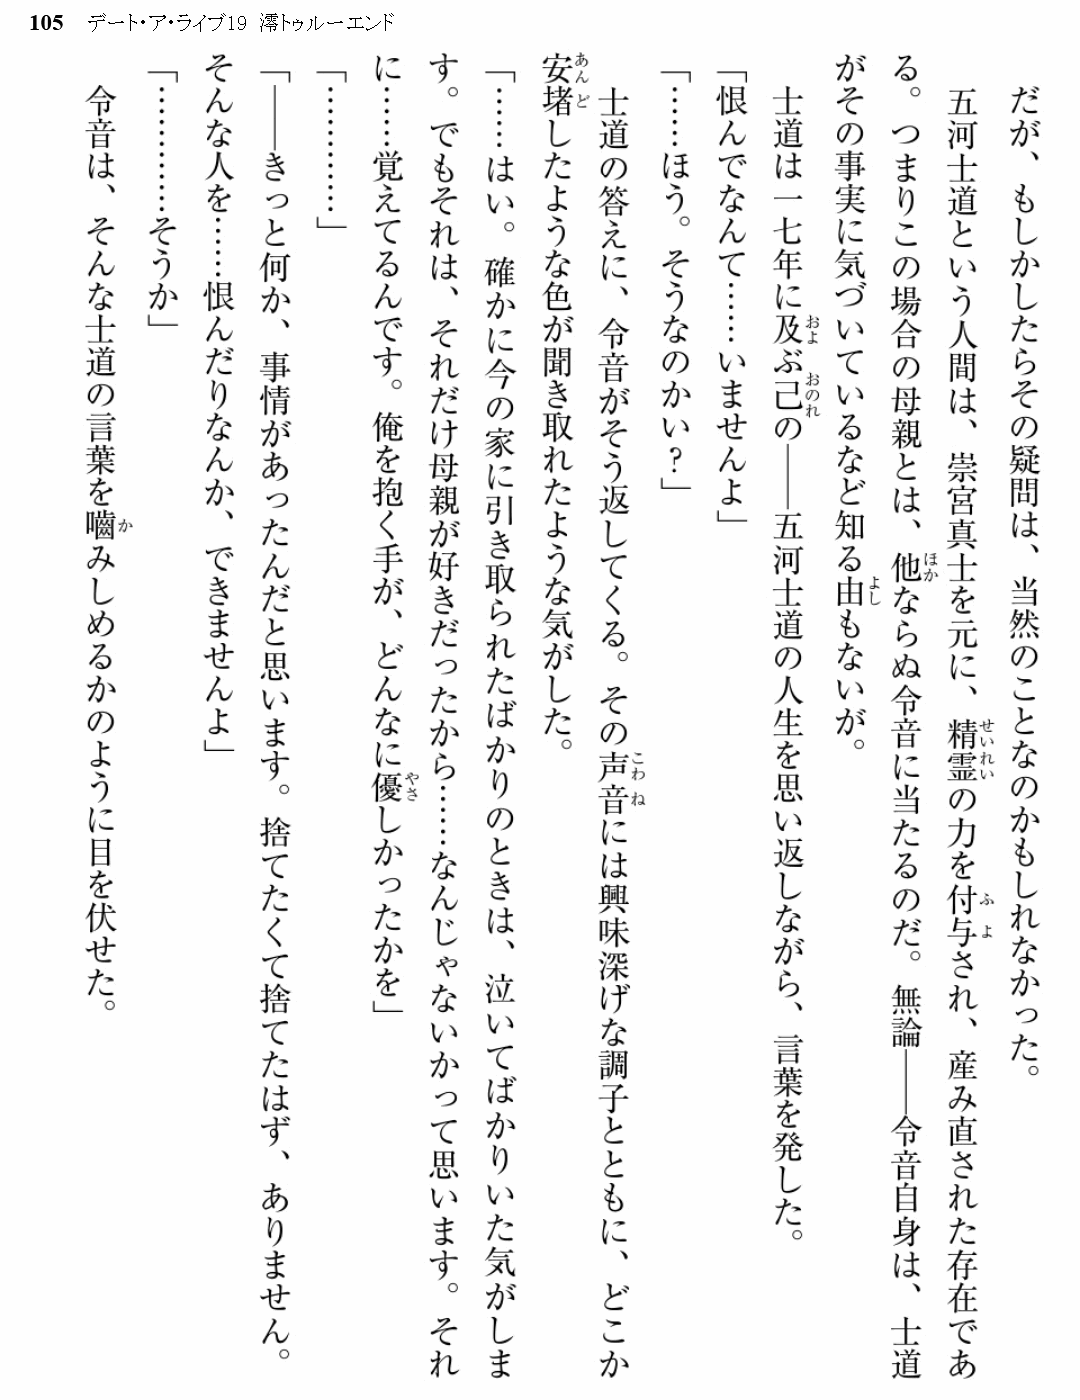 105 デート・ア・ライブ19 澪トゥルーエンド
だが、もしかしたらその疑問は、当然のことなのかもしれなかった。
五河士道という人間は、崇宮真士を元に、精霊の力を付与され、産み直された存在であ
る。つまりこの場合の母親とは、他ならぬ令音に当たるのだ。無論――令音自身は、士道
がその事実に気づいているなど知る由もないが。
士道は一七年に及ぶ己の――五河士道の人生を思い返しながら、言葉を発した。
「恨んでなんて……いませんよ」
「……ほう。そうなのかい？」
士道の答えに、令音がそう返してくる。その声音には興味深げな調子とともに、どこか
安堵したような色が聞き取れたような気がした。
「……はい。確かに今の家に引き取られたばかりのときは、泣いてばかりいた気がしま
す。でもそれは、それだけ母親が好きだったから……なんじゃないかって思います。それ
に……覚えてるんです。俺を抱く手が、どんなに優しかったかを」
「…………」
「――きっと何か、事情があったんだと思います。捨てたくて捨てたはず、ありません。
そんな人を……恨んだりなんか、できませんよ」
「…………そうか」
令音は、そんな士道の言葉を噛みしめるかのように目を伏せた。